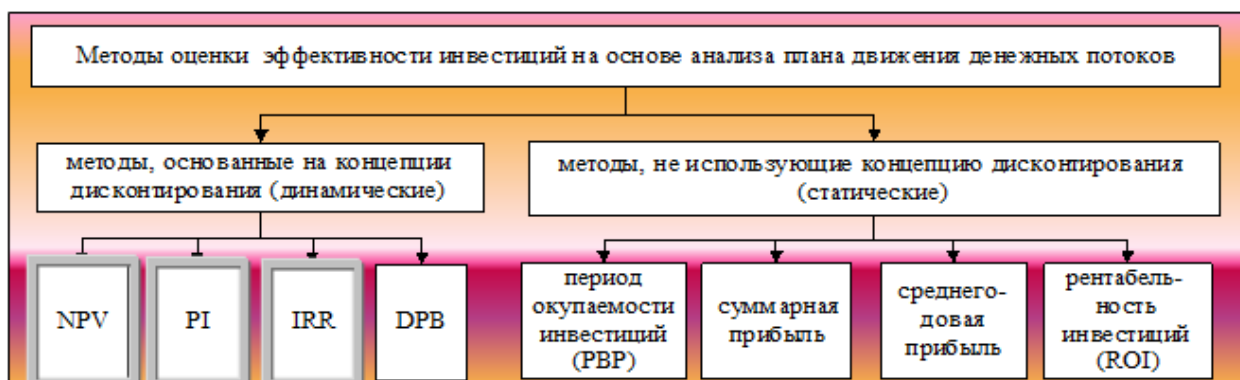 Методы оценки эффективности инвестиций на основе анализа плана движения денежных потоков
методы, основанные на концепции
дисконтирования (динамические)
методы, не использующие концепцию дисконтирования
(статические)
NPV
PI
IRR
DPB
период
окупаемости
инвестиций
(PBP)
суммарная
прибыль
среднего-
довая
прибыль
рентабель-
ность
инвестиций
(ROI)